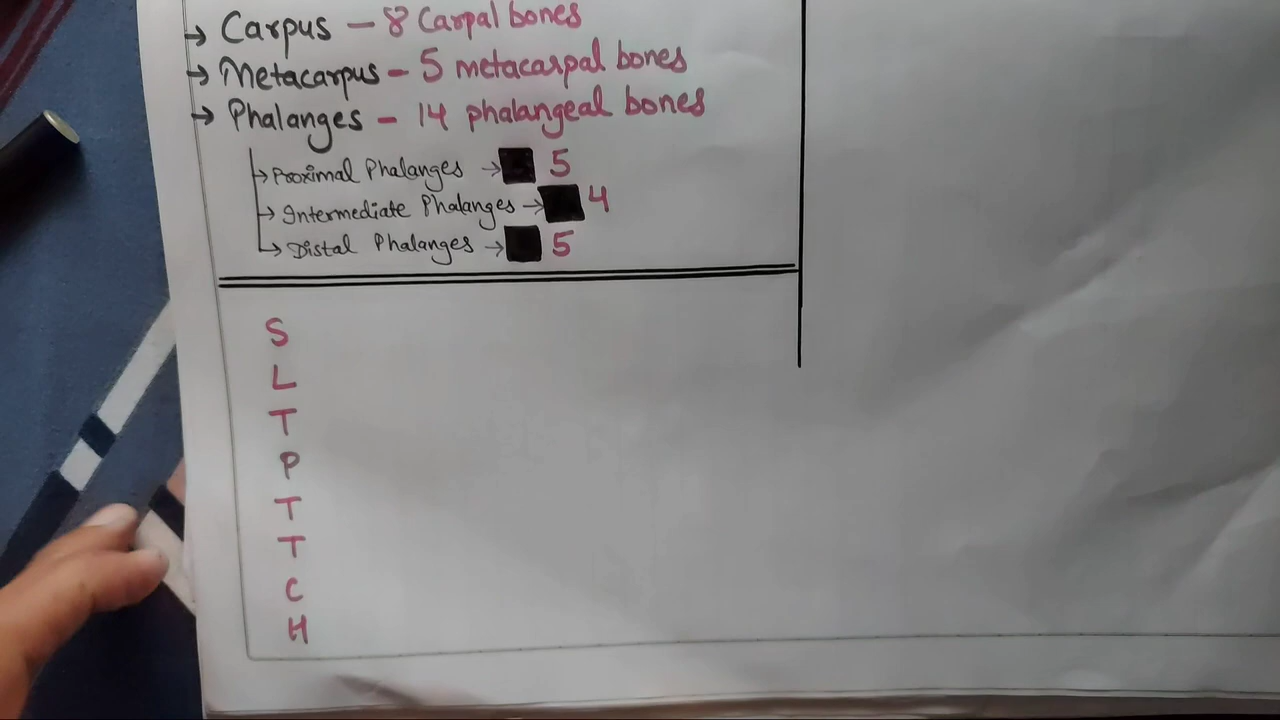 → Carpus - 8 Carpal bones
→ Metacarpus - 5 metacarpal bones
→ Phalanges - 14 phalangeal bones
→ Proximal Phalanges → 5
→ Intermediate Phalanges → 4
→ Distal Phalanges → 5
S
L
T
P
T
T
C
H